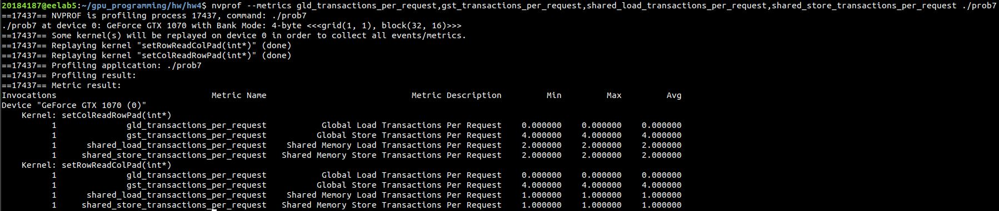 20184187@eelab5:~/gpu_programming/hw/hw4$ nvprof --metrics gld_transactions_per_request,gst_transactions_per_request,shared_load_transactions_per_request,shared_store_transactions_per_request ./prob7
==17437== NVPROF is profiling process 17437, command: ./prob7
./prob7 at device 0: GeForce GTX 1070 with Bank Mode: 4-byte <<<grid(1, 1), block(32, 16)>>>
==17437== Some kernel(s) will be replayed on device 0 in order to collect all events/metrics.
==17437== Replaying kernel "setRowReadColPad(int*)" (done)
==17437== Replaying kernel "setColReadRowPad(int*)" (done)
==17437== Profiling application: ./prob7
==17437== Profiling result:
==17437== Metric result:
Invocations Metric Name Metric Description Min Max Avg
Device "GeForce GTX 1070 (0)"
Kernel: setColReadRowPad(int*)
1 gld_transactions_per_request Global Load Transactions Per Request 0.000000 0.000000 0.000000
1 gst_transactions_per_request Global Store Transactions Per Request 4.000000 4.000000 4.000000
1 shared_load_transactions_per_request Shared Memory Load Transactions Per Request 2.000000 2.000000 2.000000
1 shared_store_transactions_per_request Shared Memory Store Transactions Per Request 2.000000 2.000000 2.000000
Kernel: setRowReadColPad(int*)
1 gld_transactions_per_request Global Load Transactions Per Request 0.000000 0.000000 0.000000
1 gst_transactions_per_request Global Store Transactions Per Request 4.000000 4.000000 4.000000
1 shared_load_transactions_per_request Shared Memory Load Transactions Per Request 1.000000 1.000000 1.000000
1 shared_store_transactions_per_request Shared Memory Store Transactions Per Request 1.000000 1.000000 1.000000